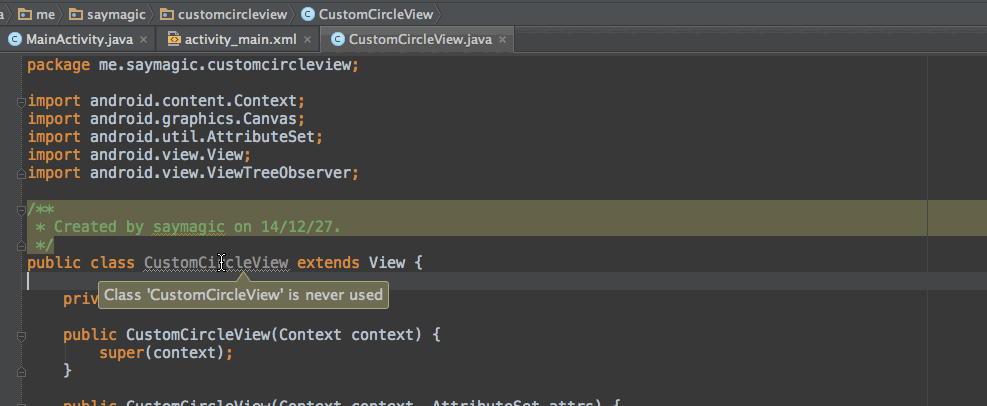 a me saymagic customcircleview CustomCircleView
MainActivity.java activity_main.xml CustomCircleView.java
package me.saymagic.customcircleview;
import android.content.Context;
import android.graphics.Canvas;
import android.util.AttributeSet;
import android.view.View;
import android.view.ViewTreeObserver;
/**
* Created by saymagic on 14/12/27.
*/
public class CustomCircleView extends View {
Class 'CustomCircleView' is never used
priv
public CustomCircleView(Context context) {
super(context);
}
public CustomCircleView(Context context, AttributeSet attrs) {